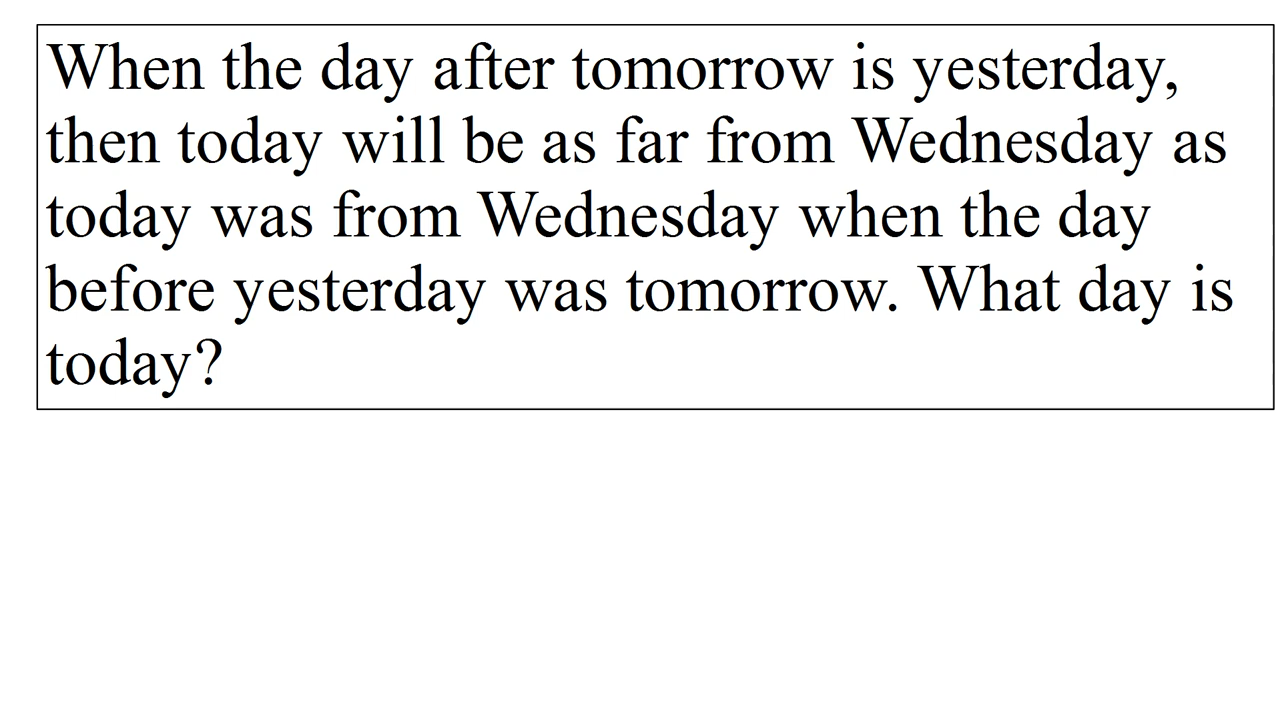 When the day after tomorrow is yesterday,
then today will be as far from Wednesday as
today was from Wednesday when the day
before yesterday was tomorrow. What day is
today?